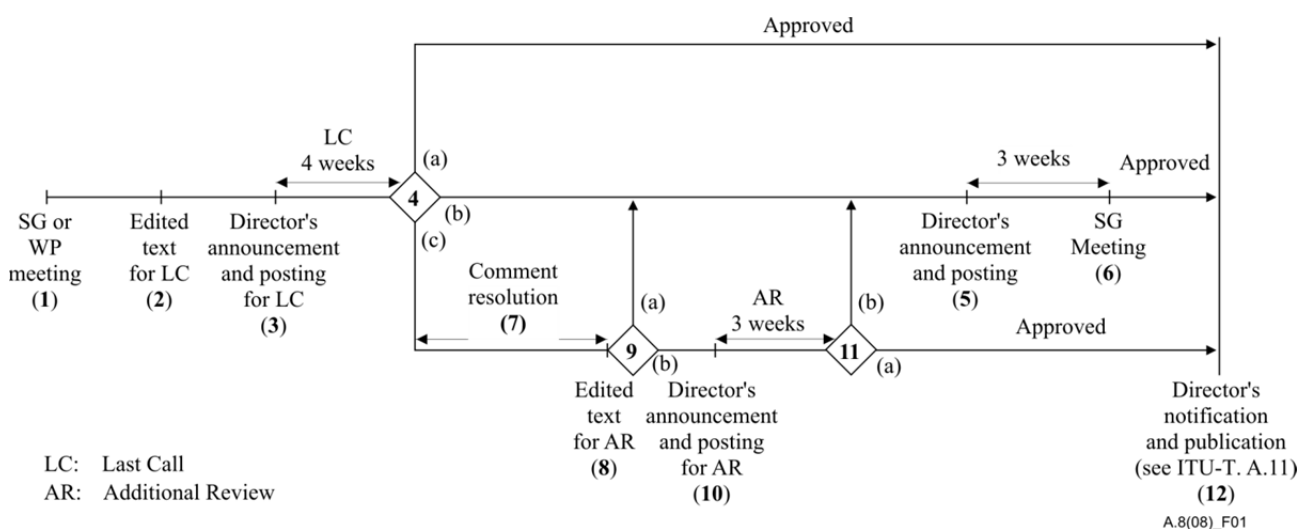 Approved
LC
4 weeks
(a)
3 weeks
Approved
4
(b)
(c)
SG or
WP
meeting
(1)
Edited
text
for LC
(2)
Director's
announcement
and posting
for LC
(3)
Director's
announcement
and posting
(5)
SG
Meeting
(6)
Comment
resolution
(7)
(a)
AR
3 weeks
(b)
Approved
9
(b)
11
(a)
Edited
text
for AR
(8)
Director's
announcement
and posting
for AR
(10)
Director's
notification
and publication
(see ITU-T. A.11)
(12)
LC: Last Call
AR: Additional Review
A.8(08)_F01